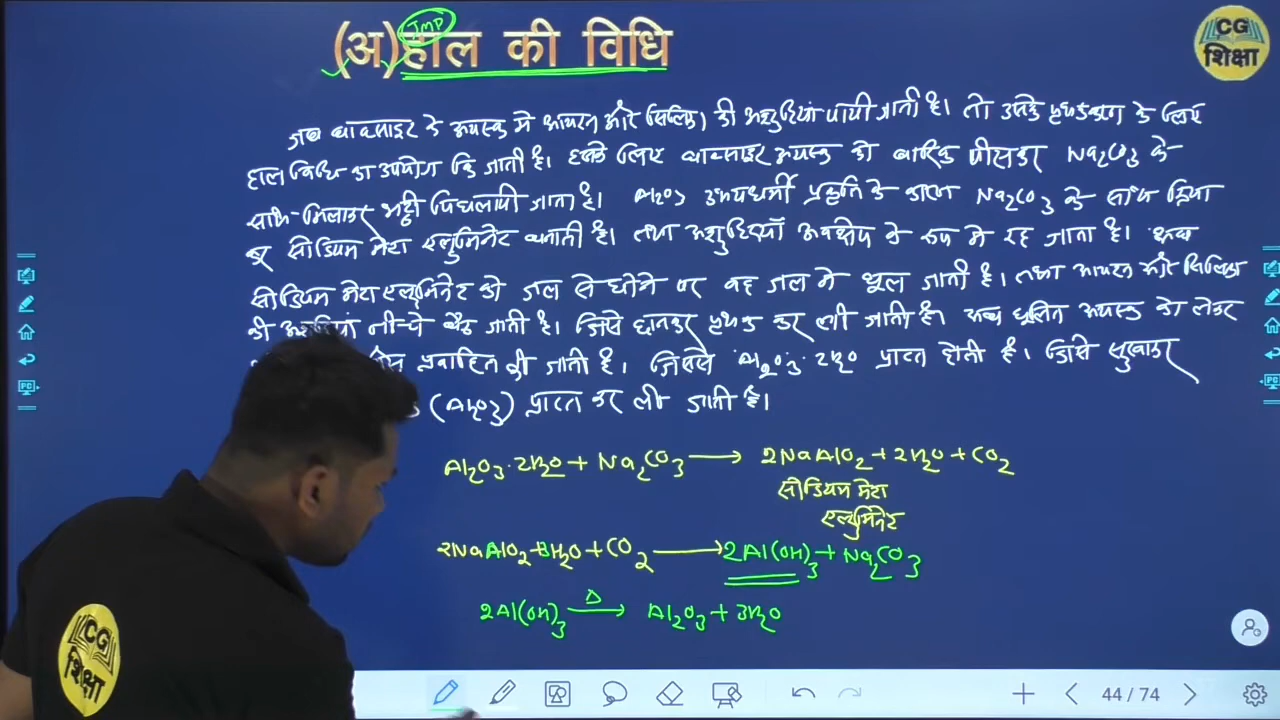 (अ) हाल की विधि
Imp
CG
शिक्षा
जब बाक्साइट के अयस्क में आयरन और सिलिका की अशुद्धियां पायी जाती है। तो उसके पृथक्करण के लिए
हाल विधि का उपयोग कि जाती है। इसके लिए बाक्साइट अयस्क को बारिक पीसकर Na2CO3 के
साथ मिलाकर भट्टी पिघलायी जाता है। Al2O3 उभयधर्मी प्रकृति के कारण Na2CO3 के साथ क्रिया
कर सोडियम मेटा एल्युमिनेट बनाती है। तथा अशुद्धियाँ अवक्षेप के रूप में रह जाता है। अब
सोडियम मेटा एल्युमिनेट को जल से धोने पर वह जल में घुल जाती है। तथा आयरन और सिलिका
की अशुद्धियां नीचे बैठ जाती है। जिसे छानकर पृथक कर ली जाती है। अब घुलित अयस्क को लेकर
प्रवाहित की जाती है। जिससे Al2O3·2H2O प्राप्त होती है। जिसे सुखाकर
(Al2O3) प्राप्त कर ली जाती है।
Al2O3·2H2O + Na2CO3 ⟶ 2NaAlO2 + 2H2O + CO2
सोडियम मेटा
एल्युमिनेट
2NaAlO2 + 3H2O + CO2 ⟶ 2Al(OH)3 + Na2CO3
2Al(OH)3 —Δ→ Al2O3 + 3H2O
CG
शिक्षा
PC
PC
44 / 74